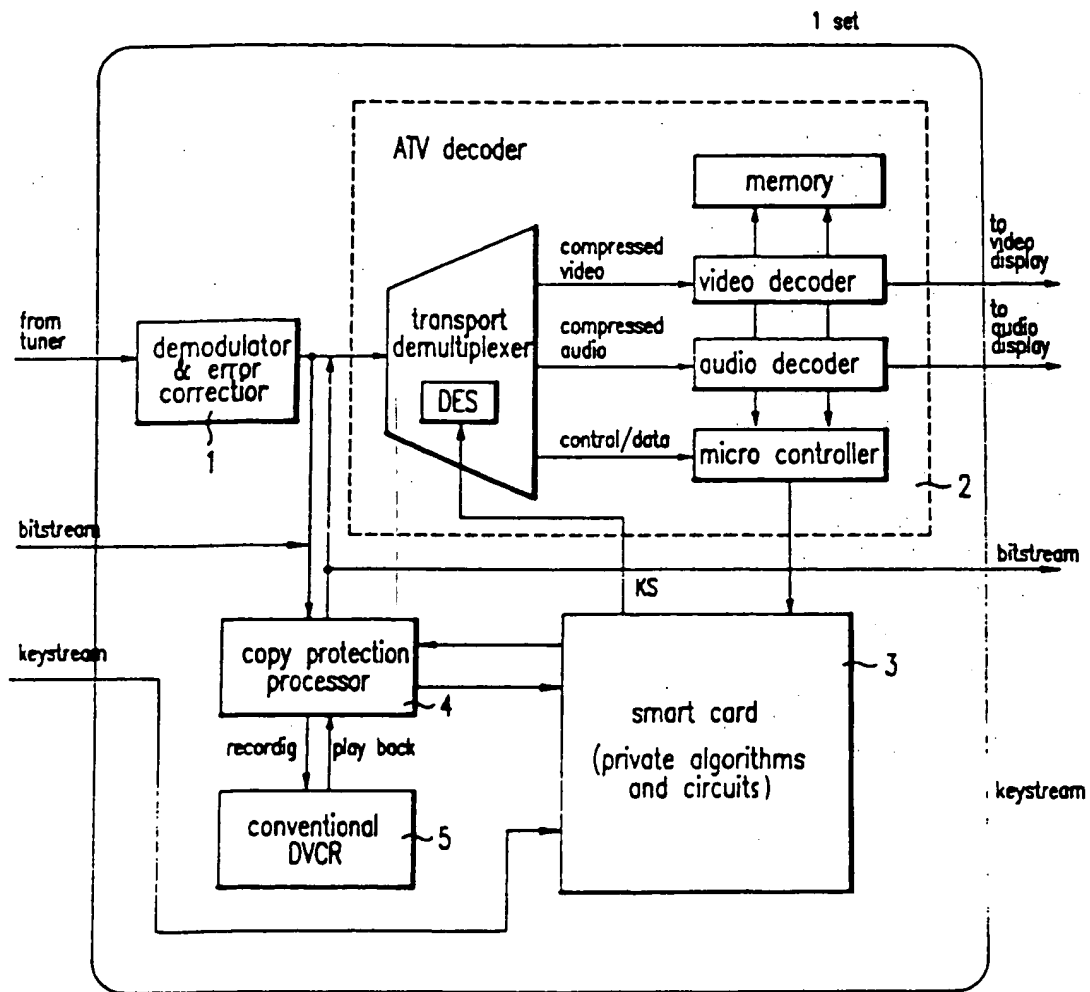 1 set
ATV decoder
memory
compressed
video
video decoder
to
video
display
from
tuner
demodulator
& error
correctior
1
transport
demultiplexer
DES
compressed
audio
audio decoder
to
audio
display
control/data
micro controller
2
bitstream
bitstream
KS
keystream
copy protection
processor
4
3
smart card
(private algorithms
and circuits)
recordig
play back
conventional
DVCR
5
keystream